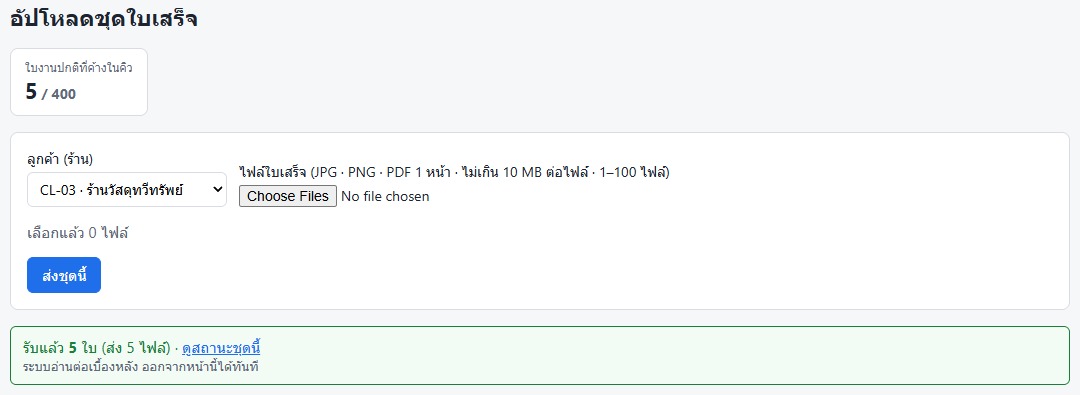 อัปโหลดชุดใบเสร็จ
ใบงานปกติที่ค้างในคิว
5 / 400
ลูกค้า (ร้าน)
CL-03 · ร้านวัสดุทวีทรัพย์
ไฟล์ใบเสร็จ (JPG · PNG · PDF 1 หน้า · ไม่เกิน 10 MB ต่อไฟล์ · 1–100 ไฟล์)
Choose Files No file chosen
เลือกแล้ว 0 ไฟล์
ส่งชุดนี้
รับแล้ว 5 ใบ (ส่ง 5 ไฟล์) · ดูสถานะชุดนี้
ระบบอ่านต่อเบื้องหลัง ออกจากหน้านี้ได้ทันที